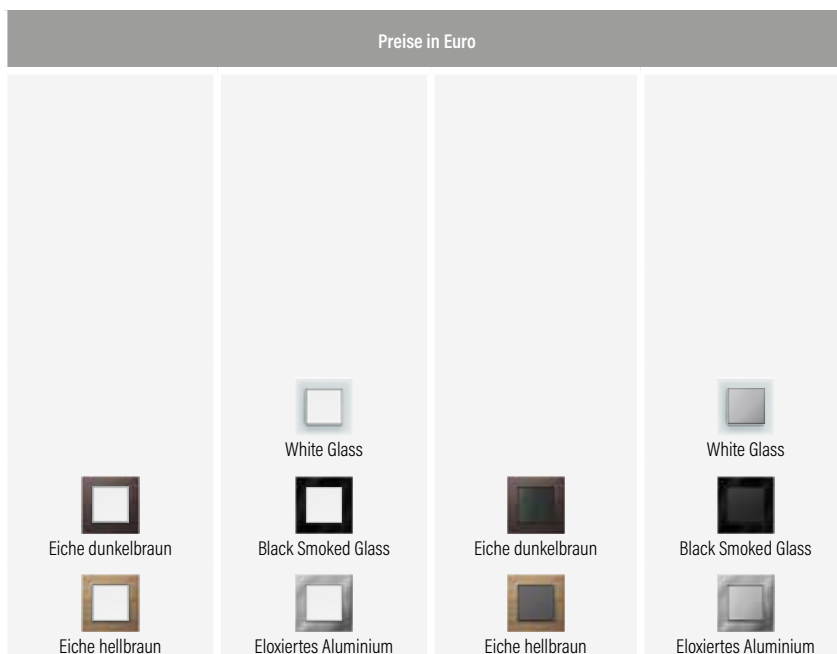 Preise in Euro
White Glass
White Glass
Eiche dunkelbraun
Black Smoked Glass
Eiche dunkelbraun
Black Smoked Glass
Eiche hellbraun
Eloxiertes Aluminium
Eiche hellbraun
Eloxiertes Aluminium